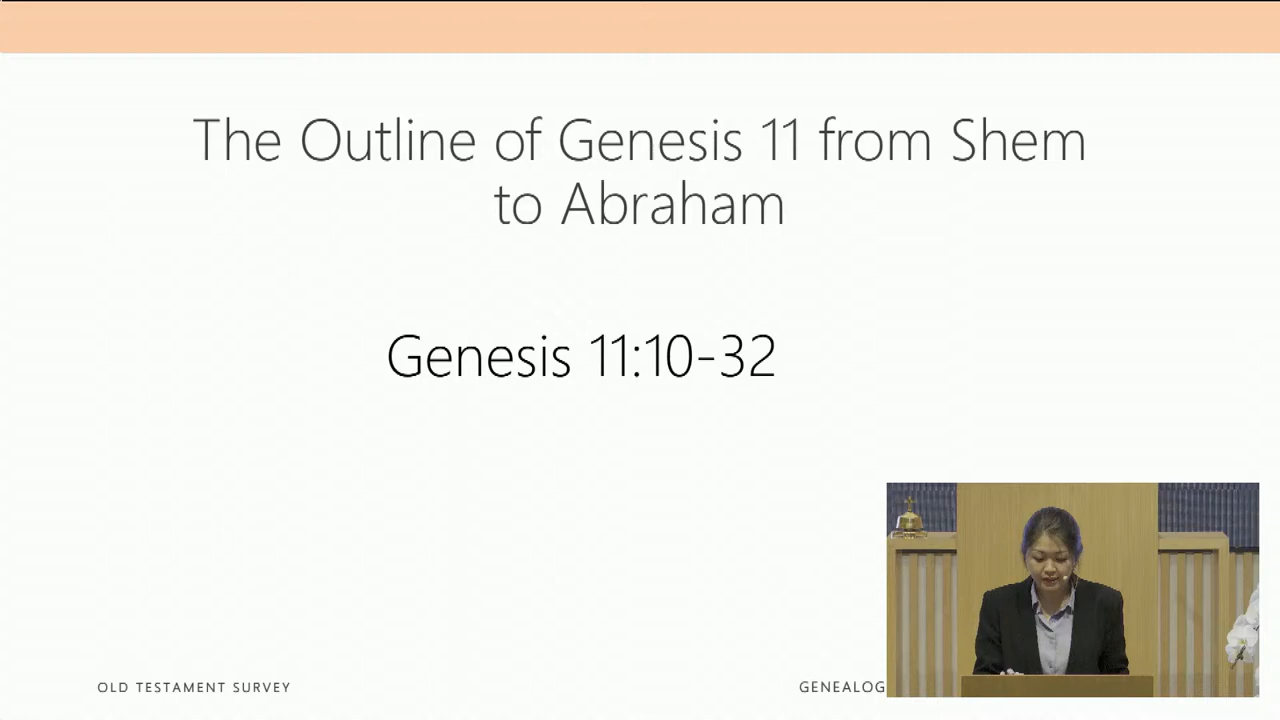 The Outline of Genesis 11 from Shem
to Abraham
Genesis 11:10-32
OLD TESTAMENT SURVEY
GENEALOG